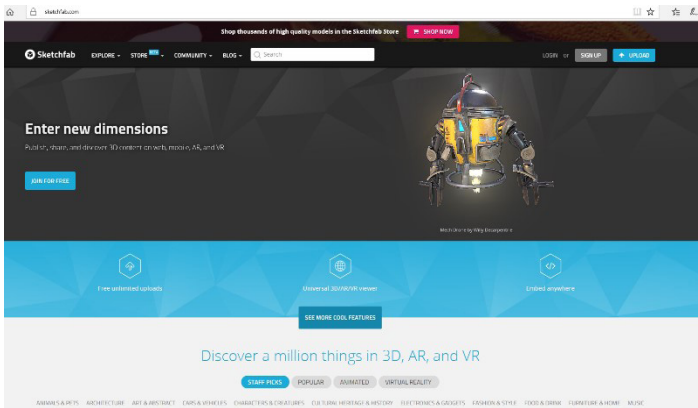 sketchfab.com
Shop thousands of high quality models in the Sketchfab Store SHOP NOW
Sketchfab EXPLORE STORE BETA COMMUNITY BLOG Search LOGIN or SIGN UP UPLOAD
Enter new dimensions
Publish, share, and discover 3D content on web, mobile, AR, and VR
JOIN FOR FREE
Mech Drone by
Free unlimited uploads Universal 3D/AR/VR viewer Embed anywhere
SEE MORE COOL FEATURES
Discover a million things in 3D, AR, and VR
STAFF PICKS POPULAR ANIMATED VIRTUAL REALITY
ANIMALS & PETS ARCHITECTURE ART & ABSTRACT CARS & VEHICLES CHARACTERS & CREATURES CULTURAL HERITAGE & HISTORY ELECTRONICS & GADGETS FASHION & STYLE FOOD & DRINK FURNITURE & HOME MUSIC